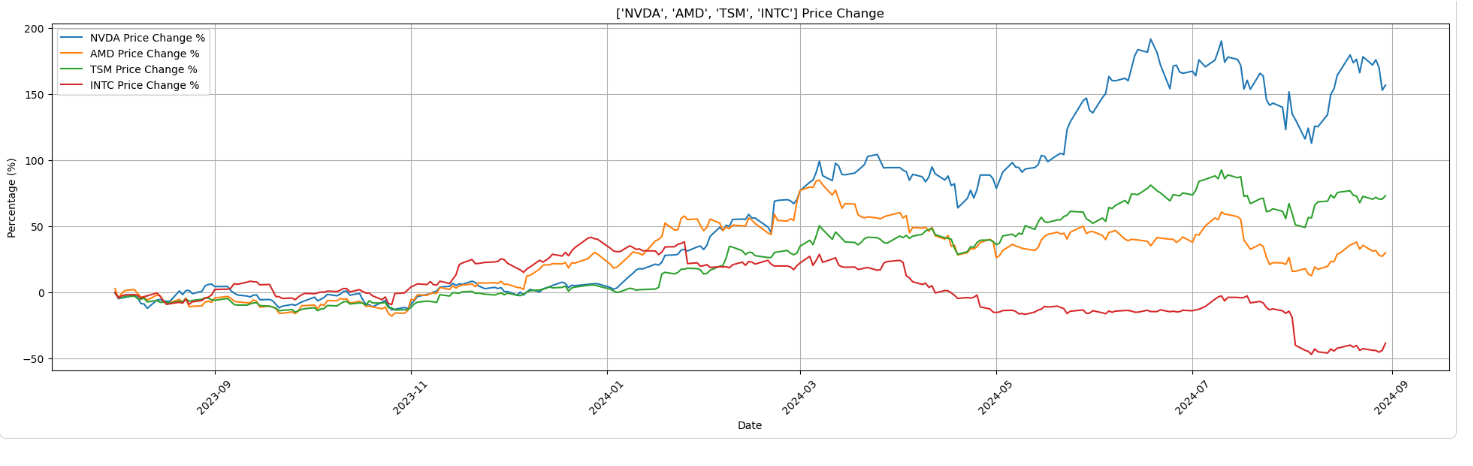 ['NVDA', 'AMD', 'TSM', 'INTC'] Price Change
NVDA Price Change %
AMD Price Change %
TSM Price Change %
INTC Price Change %
Percentage (%)
200
150
100
50
0
−50
2023-09
2023-11
2024-01
2024-03
2024-05
2024-07
2024-09
Date